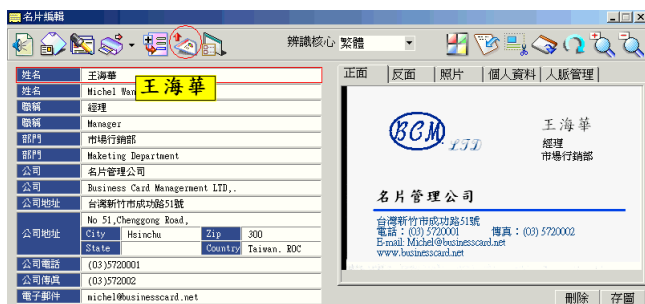 名片編輯
辨識核心 繁體
姓名 王海華
姓名 Michel Wan
王海華
職稱 經理
職稱 Manager
部門 市場行銷部
部門 Maketing Department
公司 名片管理公司
公司 Business Card Managerment LTD,.
公司地址 台灣新竹市成功路51號
公司地址 No 51,Chenggong Road,
City Hsinchu Zip 300
State Country Taiwan. ROC
公司電話 (03)5720001
公司傳真 (03)572002
電子郵件 michel@businesscard.net
正面 反面 照片 個人資料 人脈管理
BCM LTD
王海華
經理
市場行銷部
名片管理公司
台灣新竹市成功路51號
電話：(03) 5720001 傳真：(03) 5720002
E-mail: Michel@businesscard.net
www.businesscard.net
刪除 存圖